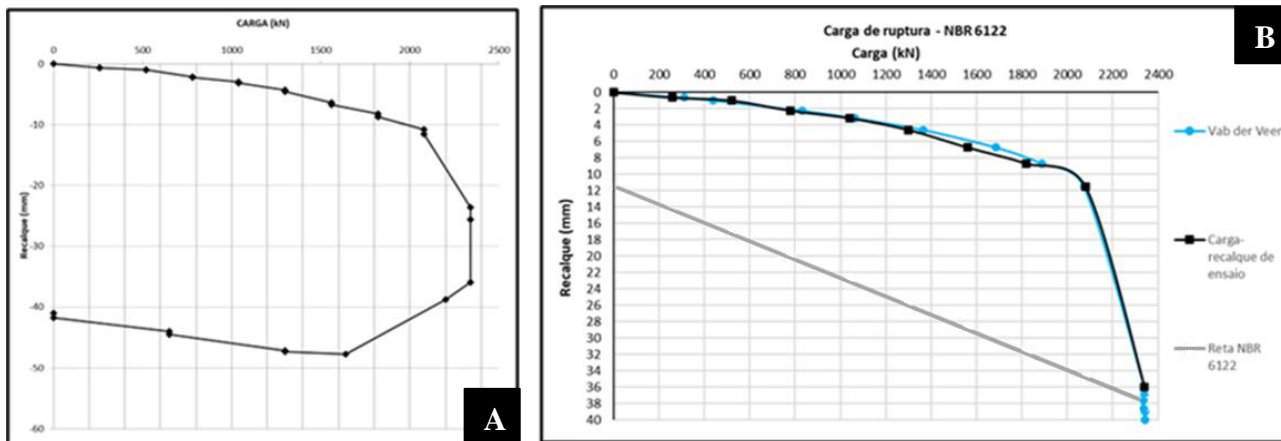 CARGA (kN)
0 500 1000 1500 2000 2500
0
-10
-20
-30
-40
-50
-60
Recalque (mm)
A
B
Carga de ruptura - NBR 6122
Carga (kN)
0 200 400 600 800 1000 1200 1400 1600 1800 2000 2200 2400
0
2
4
6
8
10
12
14
16
18
20
22
24
26
28
30
32
34
36
38
40
Recalque (mm)
Vab der Veen
Carga-
recalque de
ensaio
Reta NBR
6122